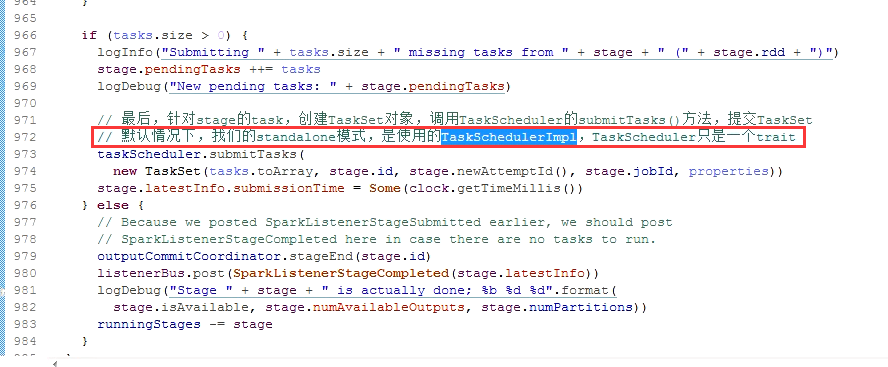 964 }
965
966 if (tasks.size > 0) {
967 logInfo("Submitting " + tasks.size + " missing tasks from " + stage + " (" + stage.rdd + ")")
968 stage.pendingTasks ++= tasks
969 logDebug("New pending tasks: " + stage.pendingTasks)
970
971 // 最后，针对stage的task，创建TaskSet对象，调用TaskScheduler的submitTasks()方法，提交TaskSet
972 // 默认情况下，我们的standalone模式，是使用的TaskSchedulerImpl，TaskScheduler只是一个trait
973 taskScheduler.submitTasks(
974 new TaskSet(tasks.toArray, stage.id, stage.newAttemptId(), stage.jobId, properties))
975 stage.latestInfo.submissionTime = Some(clock.getTimeMillis())
976 } else {
977 // Because we posted SparkListenerStageSubmitted earlier, we should post
978 // SparkListenerStageCompleted here in case there are no tasks to run.
979 outputCommitCoordinator.stageEnd(stage.id)
980 listenerBus.post(SparkListenerStageCompleted(stage.latestInfo))
981 logDebug("Stage " + stage + " is actually done; %b %d %d".format(
982 stage.isAvailable, stage.numAvailableOutputs, stage.numPartitions))
983 runningStages -= stage
984 }